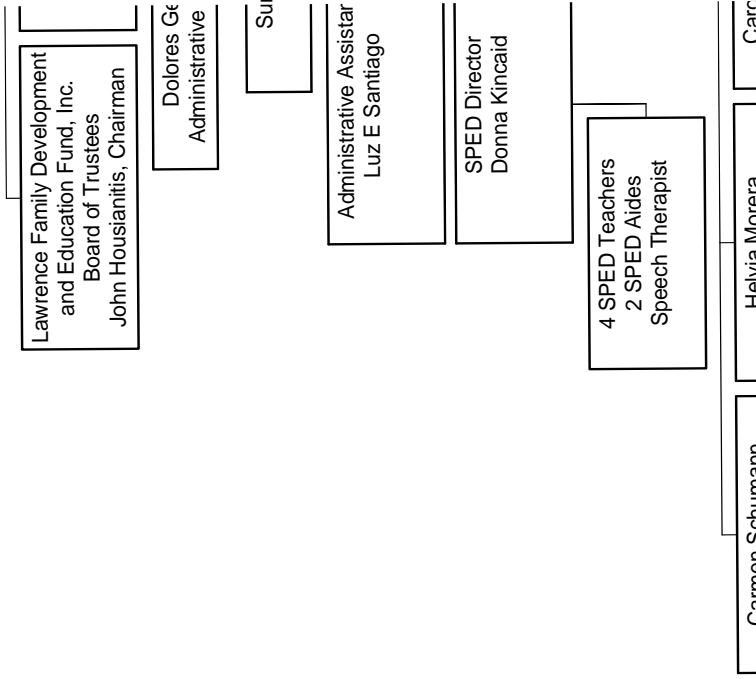 Lawrence Family Development
and Education Fund, Inc.
Board of Trustees
John Housianitis, Chairman
Dolores
Administrative
Administrative
Luz E Santiago
SPED Director
Donna Kincaid
4 SPED Teachers
2 SPED Aides
Speech Therapist
Helvia Morera
Carmen Schumann